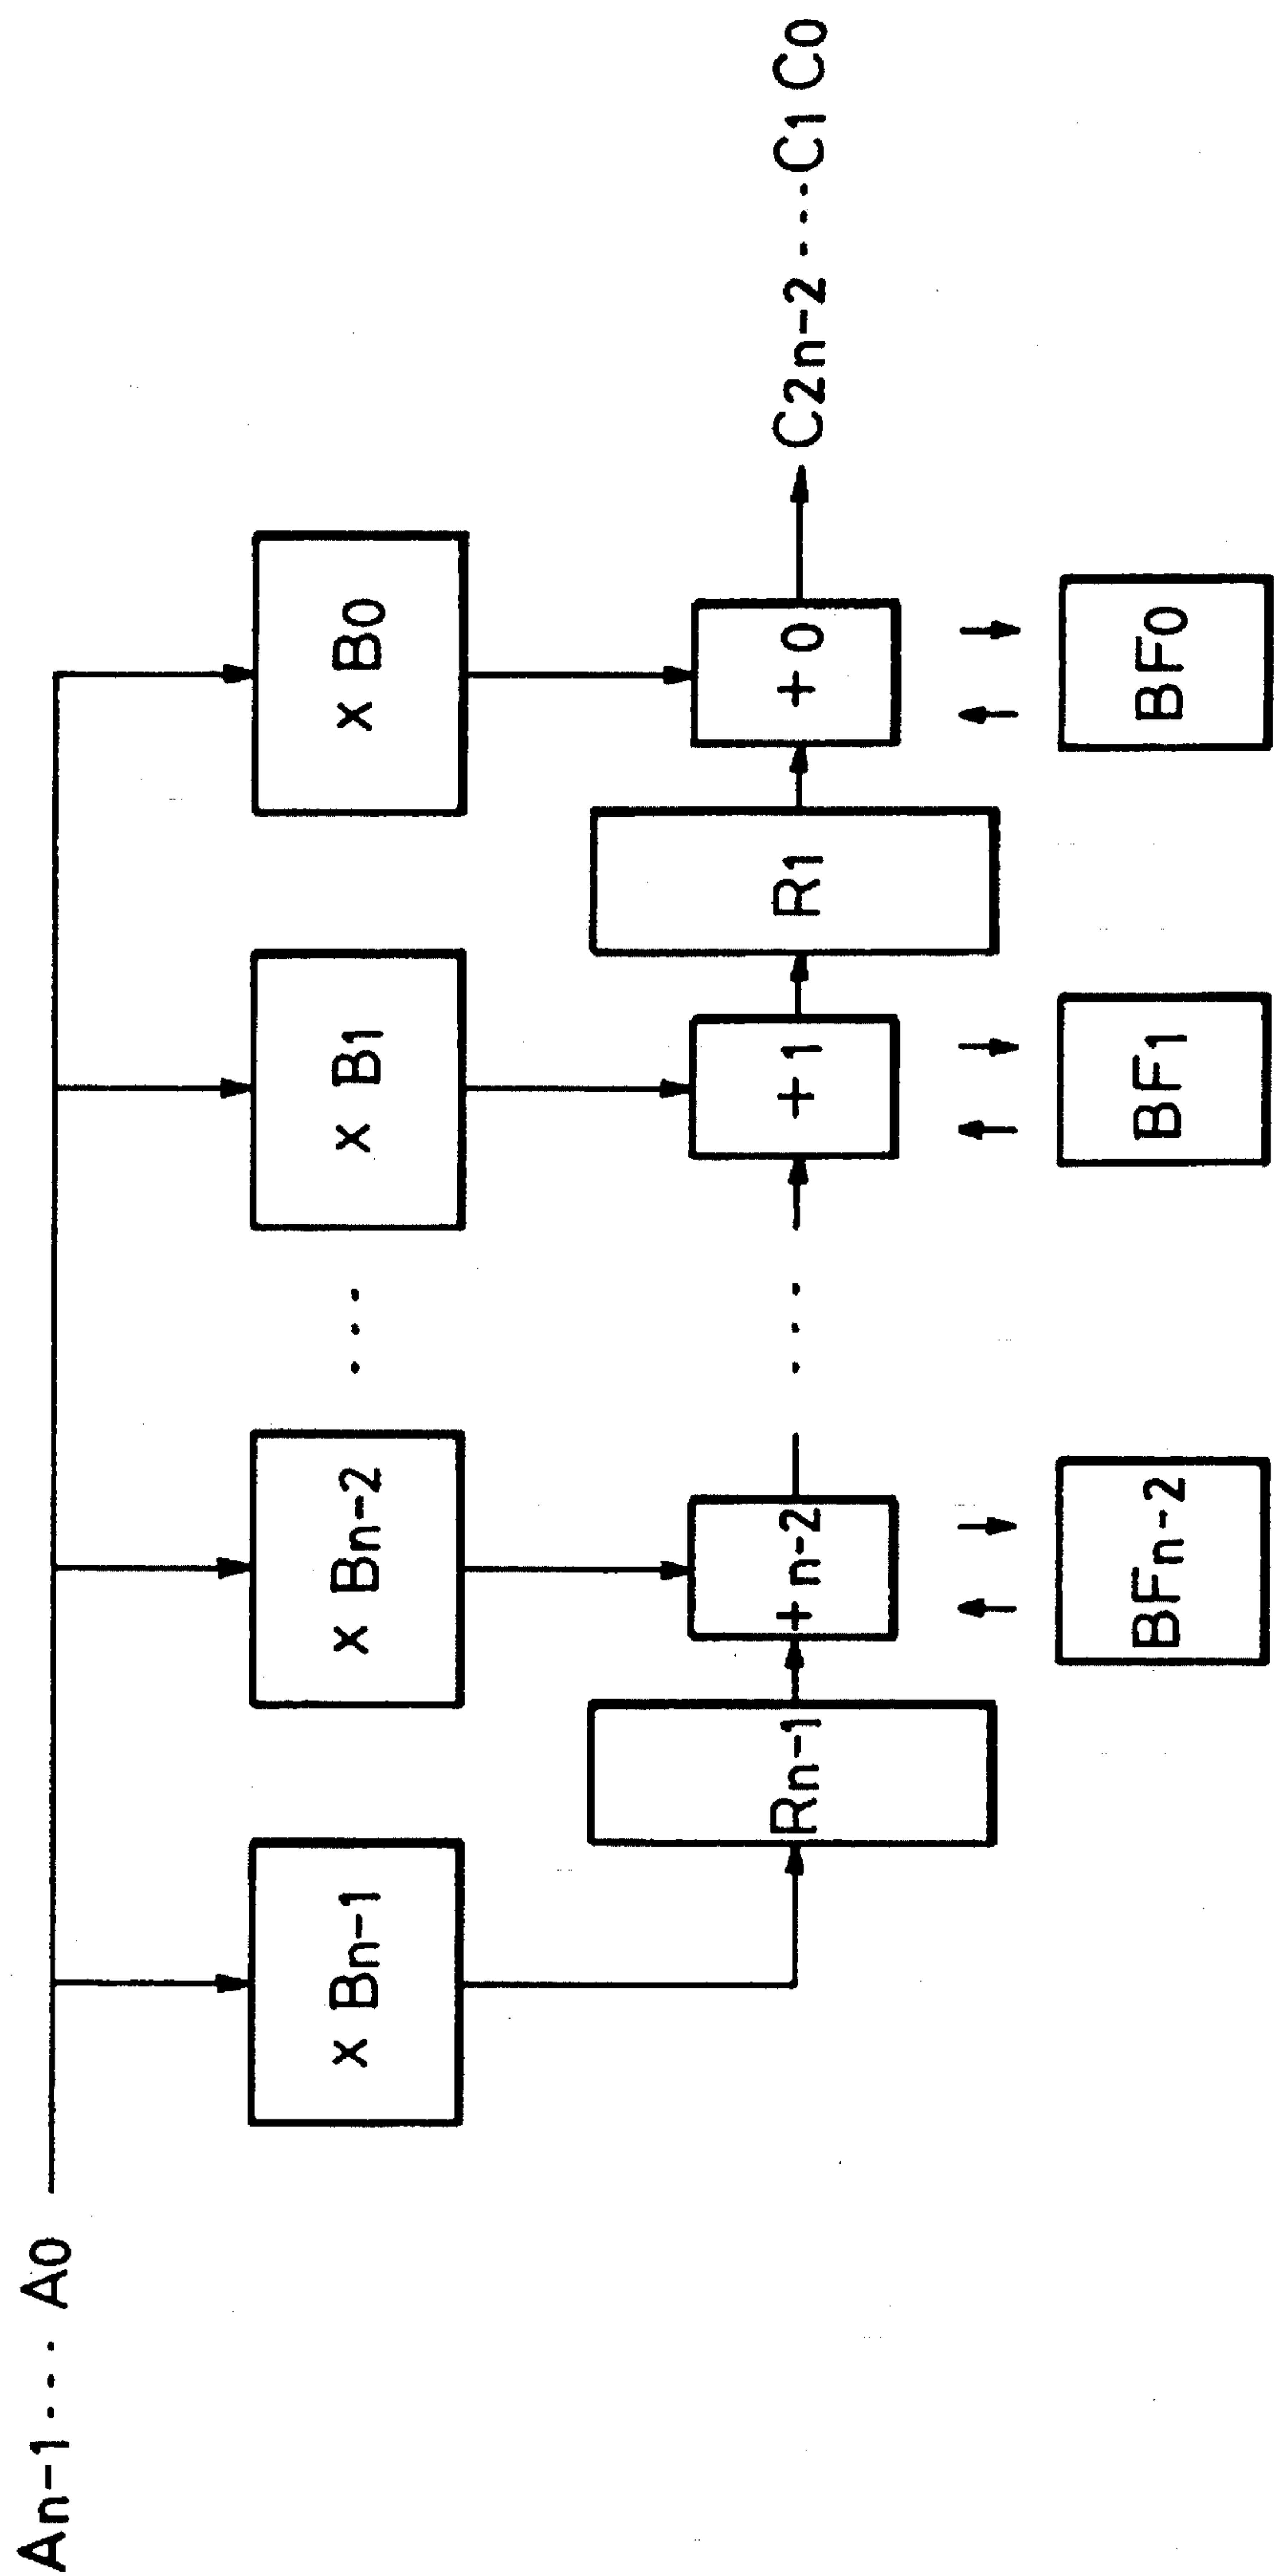 An-1 · · · A0
x Bn-1
x Bn-2
· · ·
x B1
x B0
Rn-1
+ n-2
· · ·
+ 1
R1
+ 0
C2n-2 - - - C1 C0
BFn-2
BF1
BF0